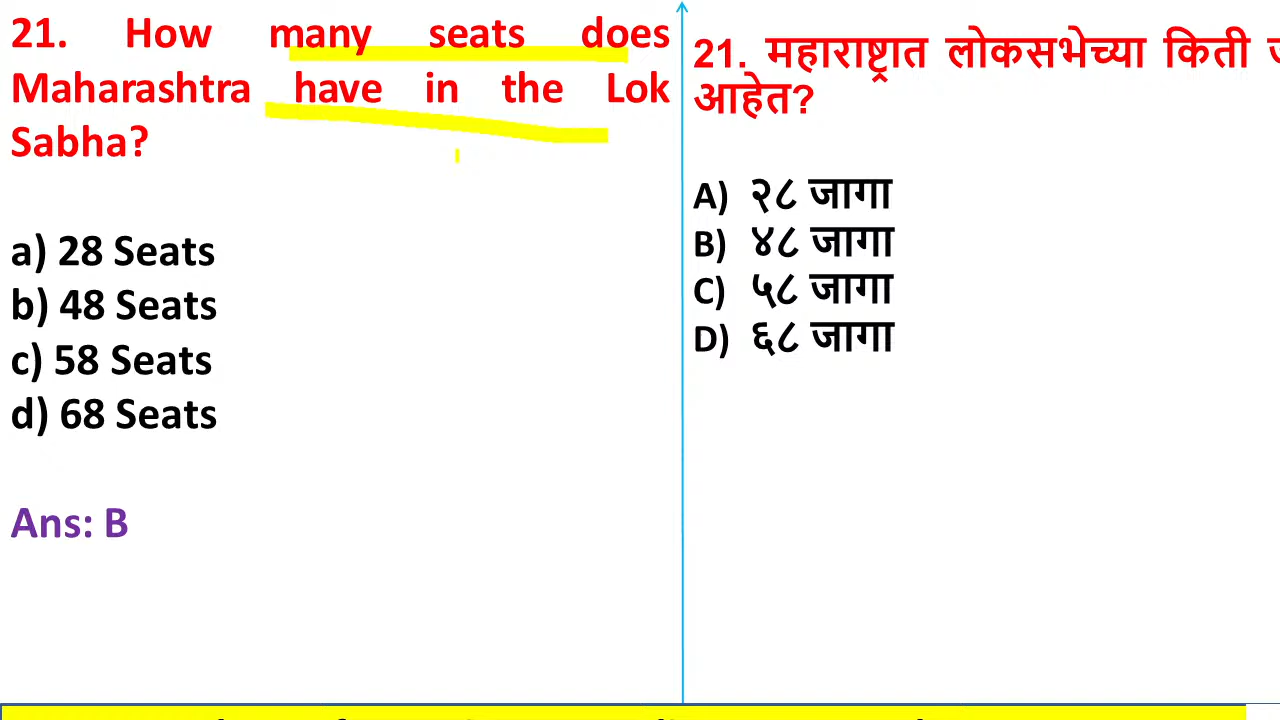 21. How many seats does
Maharashtra have in the Lok
Sabha?
a) 28 Seats
b) 48 Seats
c) 58 Seats
d) 68 Seats
Ans: B
21. महाराष्ट्रात लोकसभेच्या किती
आहेत?
A) २८ जागा
B) ४८ जागा
C) ५८ जागा
D) ६८ जागा